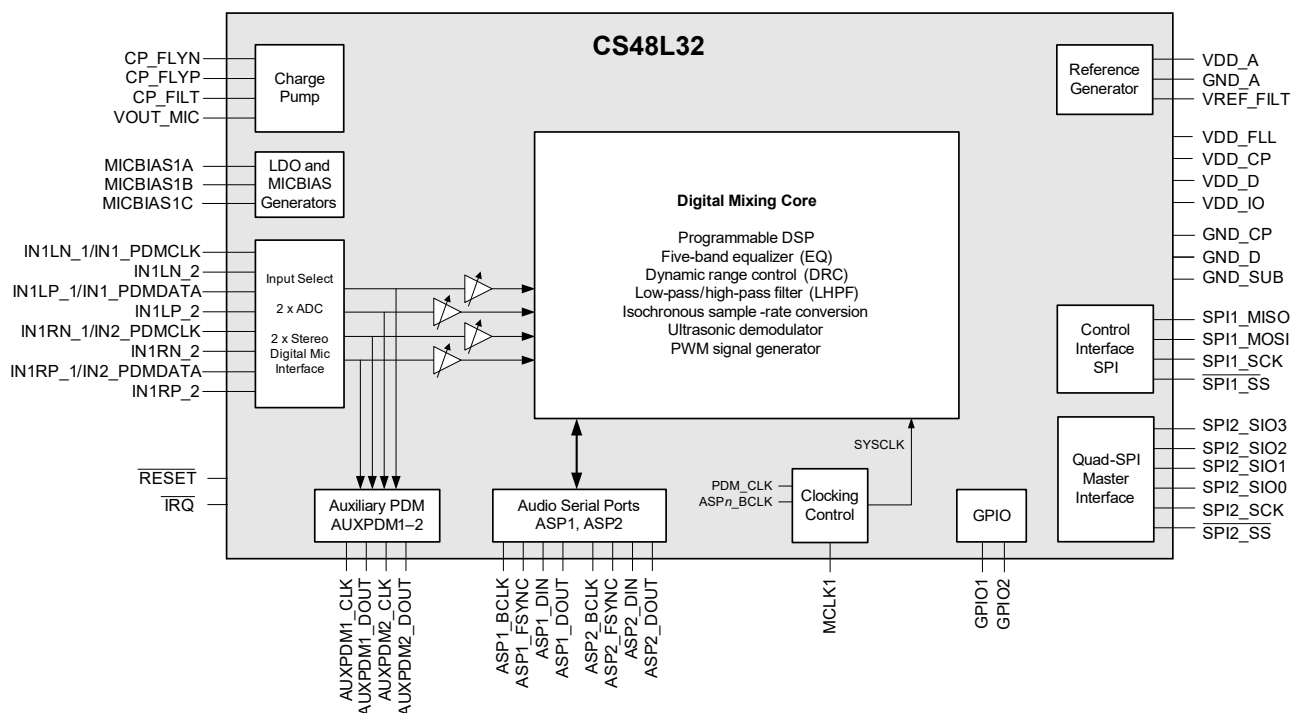 CS48L32
CP_FLYN
CP_FLYP
CP_FILT
VOUT_MIC
Charge
Pump
MICBIAS1A
MICBIAS1B
MICBIAS1C
LDO and
MICBIAS
Generators
IN1LN_1/IN1_PDMCLK
IN1LN_2
IN1LP_1/IN1_PDMDATA
IN1LP_2
IN1RN_1/IN2_PDMCLK
IN1RN_2
IN1RP_1/IN2_PDMDATA
IN1RP_2
Input Select
2 x ADC
2 x Stereo
Digital Mic
Interface
RESET
IRQ
Digital Mixing Core
Programmable DSP
Five-band equalizer (EQ)
Dynamic range control (DRC)
Low-pass/high-pass filter (LHPF)
Isochronous sample -rate conversion
Ultrasonic demodulator
PWM signal generator
Reference
Generator
VDD_A
GND_A
VREF_FILT
VDD_FLL
VDD_CP
VDD_D
VDD_IO
GND_CP
GND_D
GND_SUB
Control
Interface
SPI
SPI1_MISO
SPI1_MOSI
SPI1_SCK
SPI1_SS
Quad-SPI
Master
Interface
SPI2_SIO3
SPI2_SIO2
SPI2_SIO1
SPI2_SIO0
SPI2_SCK
SPI2_SS
Auxiliary PDM
AUXPDM1–2
Audio Serial Ports
ASP1, ASP2
SYSCLK
PDM_CLK
ASPn_BCLK
Clocking
Control
GPIO
AUXPDM1_CLK
AUXPDM1_DOUT
AUXPDM2_CLK
AUXPDM2_DOUT
ASP1_BCLK
ASP1_FSYNC
ASP1_DIN
ASP1_DOUT
ASP2_BCLK
ASP2_FSYNC
ASP2_DIN
ASP2_DOUT
MCLK1
GPIO1
GPIO2